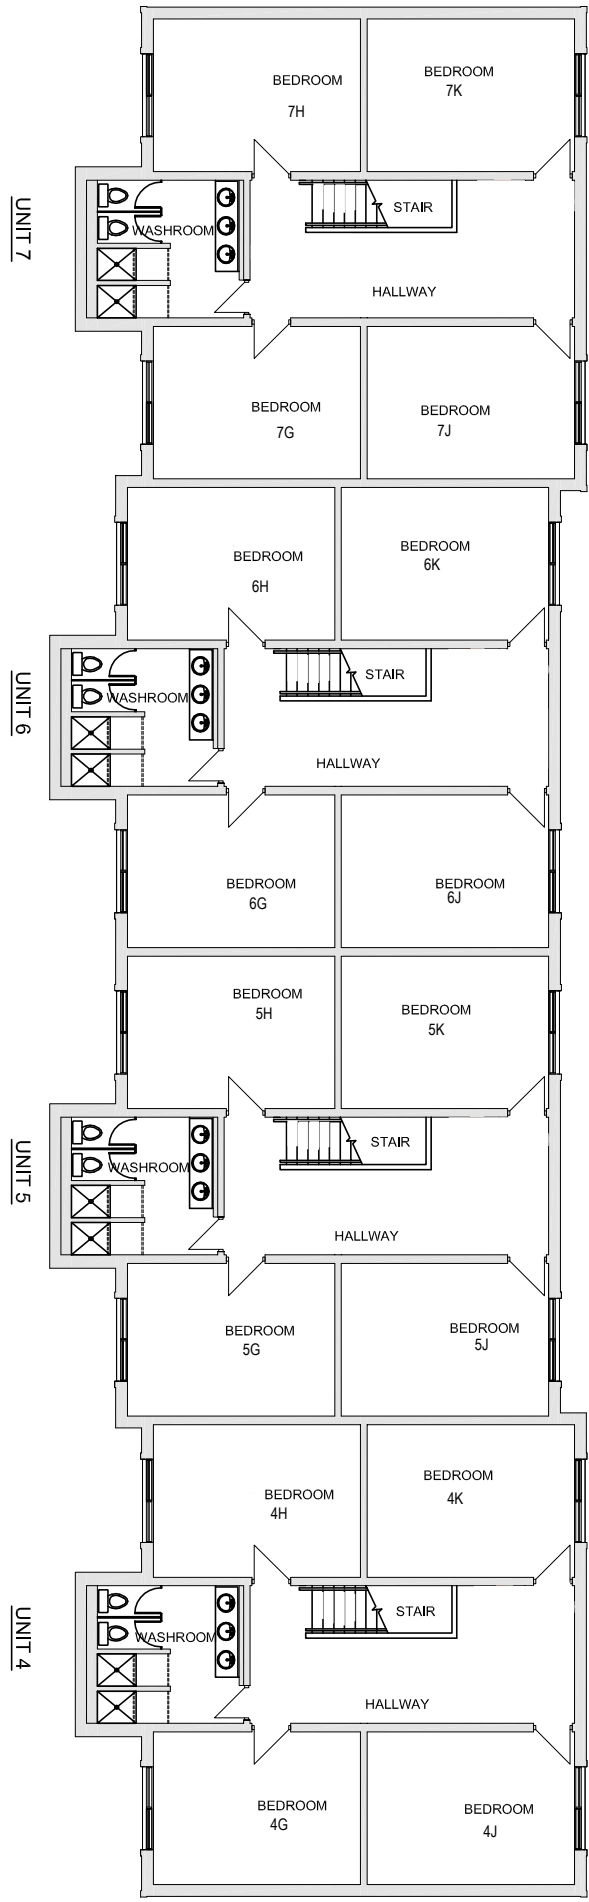 BEDROOM
7H
BEDROOM
7K
UNIT 7
WASHROOM
STAIR
HALLWAY
BEDROOM
7G
BEDROOM
7J
BEDROOM
6H
BEDROOM
6K
UNIT 6
WASHROOM
STAIR
HALLWAY
BEDROOM
6G
BEDROOM
6J
BEDROOM
5H
BEDROOM
5K
UNIT 5
WASHROOM
STAIR
HALLWAY
BEDROOM
5G
BEDROOM
5J
BEDROOM
4H
BEDROOM
4K
UNIT 4
WASHROOM
STAIR
HALLWAY
BEDROOM
4G
BEDROOM
4J